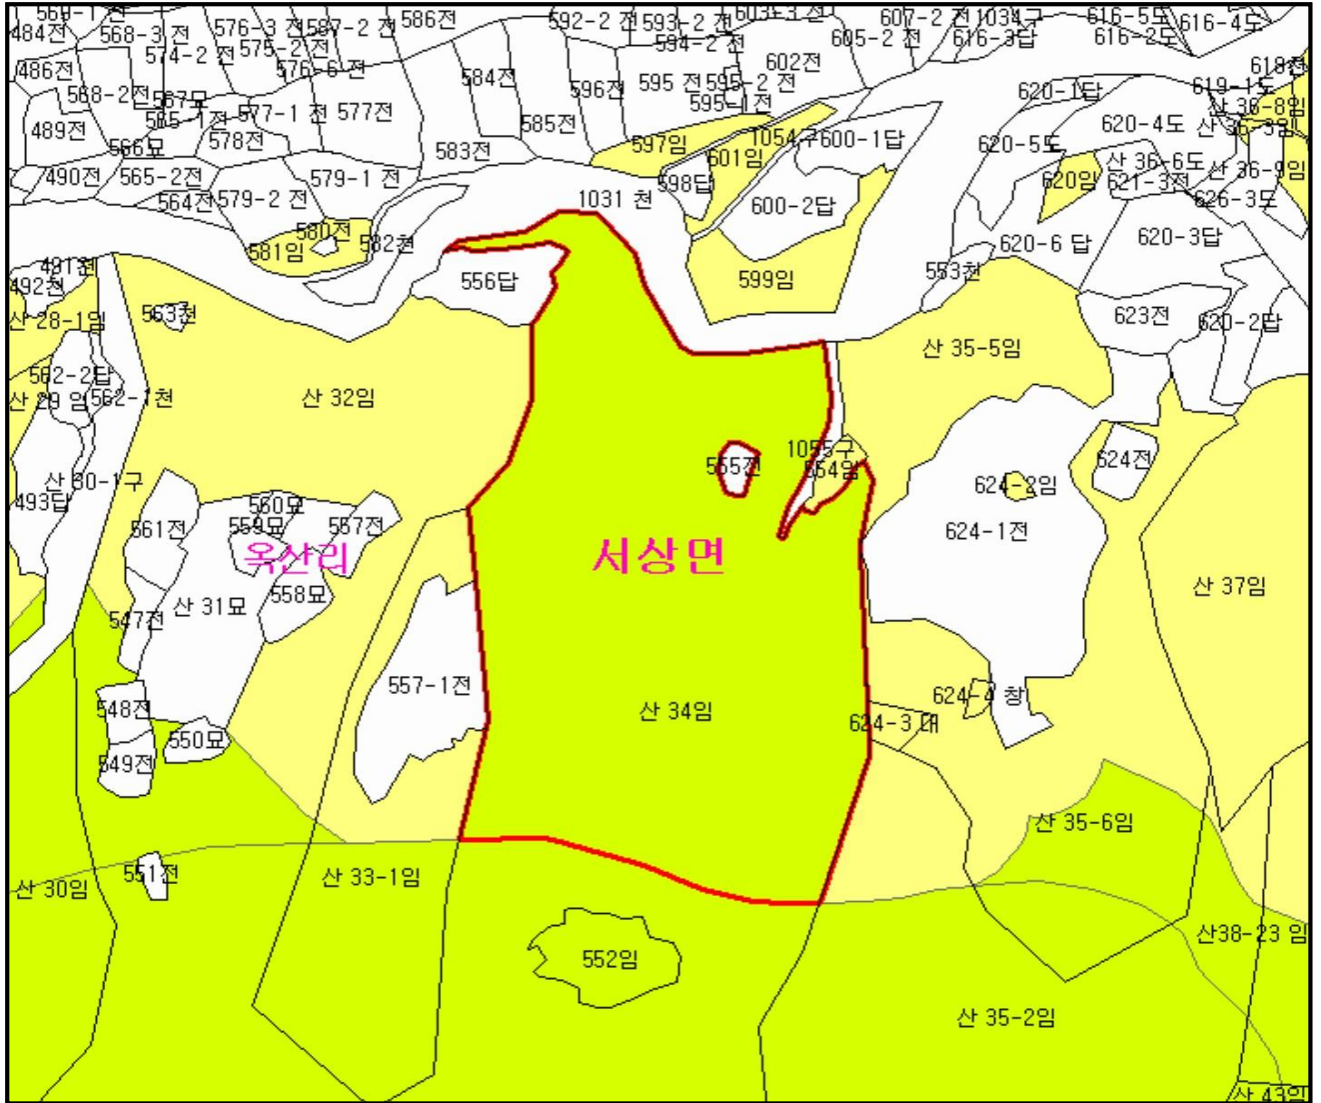 569-1 전
576-3 전
587-2 전
586전
592-2 전
593-2 전
603-3 전
607-2 전
1034구
616-5도
616-4도
484전
568-3 전
574-2 전
575-2 전
594-2 전
605-2 전
616-3답
616-2도
486전
576-6 전
584전
602전
618전
568-2전
567묘
596전
595 전
595-2 전
620-1답
619-1도
577-1 전
577전
595-1전
산 36-8임
489전
565-1전
585전
620-4도
산 36-3임
566묘
578전
583전
597임
1054구
600-1답
620-5도
601임
산 36-6도
산 36-9임
490전
565-2전
579-1 전
598답
620임
621-3전
564전
579-2 전
1031 천
600-2답
626-3도
580전
582천
620-6 답
620-3답
581임
491천
492천
556답
599임
553천
산 28-1임
563천
623전
620-2답
산 35-5임
562-2답
산 29 임
562-1천
산 32임
1055구
555전
554임
624전
산 30-1구
624-2임
493답
560묘
561전
559묘
557전
624-1전
옥산리
서상면
산 37임
558묘
산 31묘
547전
557-1전
624-4 창
548전
산 34임
624-3 대
550묘
549전
산 35-6임
551전
산 30임
산 33-1임
산38-23 임
552임
산 35-2임
산 43임